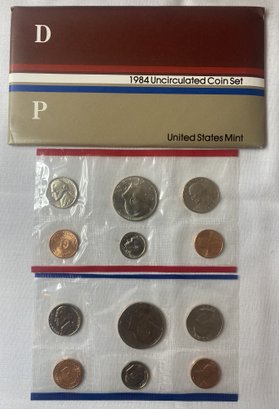 D
1984 Uncirculated Coin Set
P
United States Mint